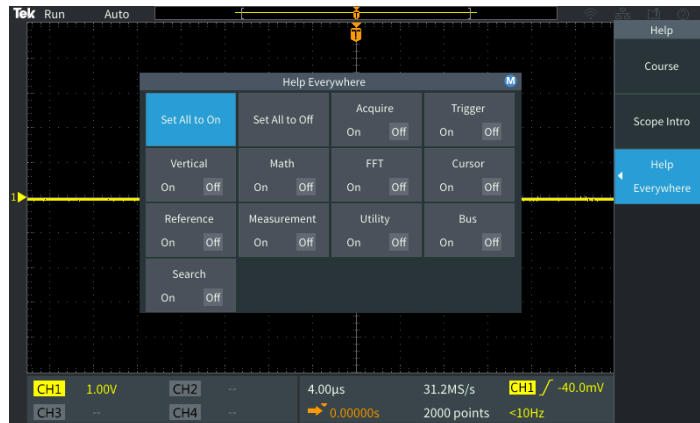 Tek Run Auto
T
T
Help
Course
Scope Intro
Help
Everywhere
Help Everywhere
M
Set All to On
Set All to Off
Acquire
On Off
Trigger
On Off
Vertical
On Off
Math
On Off
FFT
On Off
Cursor
On Off
Reference
On Off
Measurement
On Off
Utility
On Off
Bus
On Off
Search
On Off
1
CH1 1.00V CH2 -- 4.00µs 31.2MS/s CH1 -40.0mV
CH3 -- CH4 -- 0.00000s 2000 points <10Hz